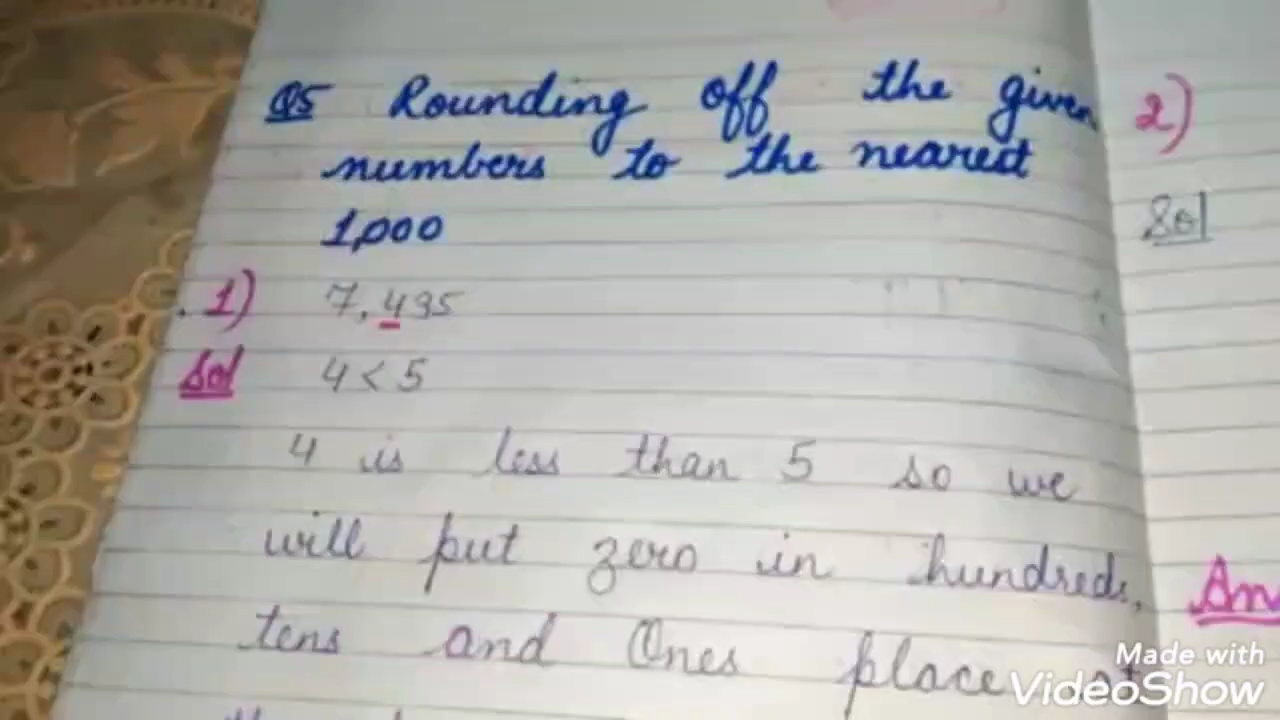 Q5 Rounding off the given
numbers to the nearest
1,000
. 1) 7,495
Sol 4 < 5
4 is less than 5 so we
will put zero in hundreds,
tens and Ones place
2)
Sol
Made with
VideoShow